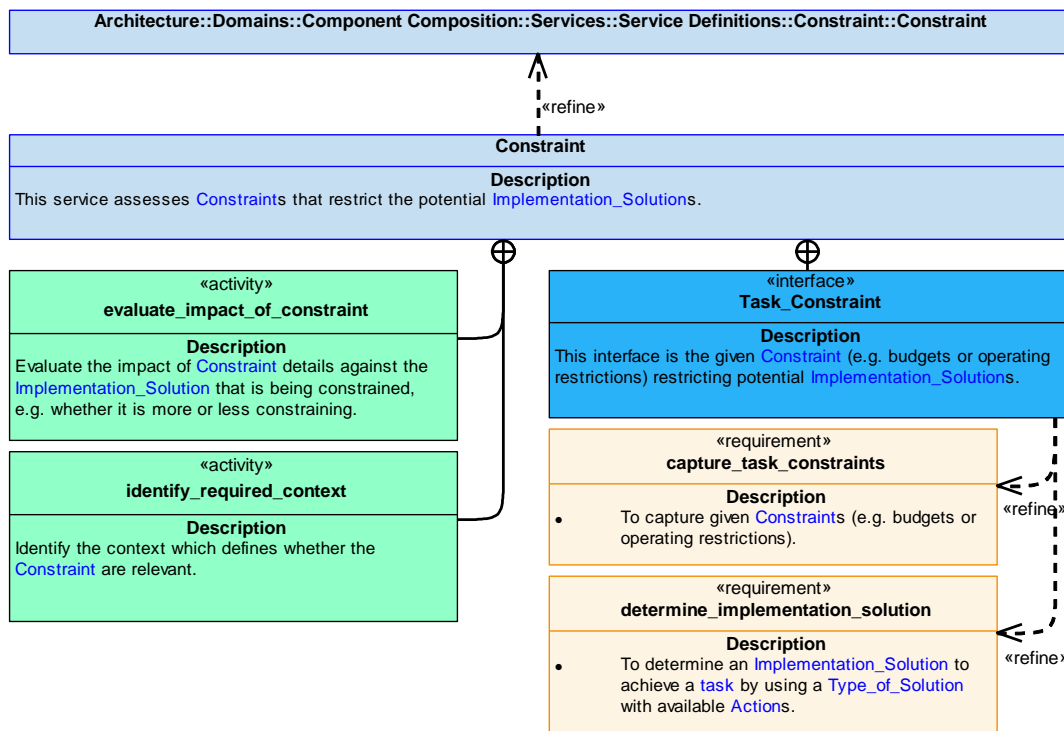 Architecture::Domains::Component Composition::Services::Service Definitions::Constraint::Constraint
«refine»
Constraint
Description
This service assesses Constraints that restrict the potential Implementation_Solutions.
«activity»
evaluate_impact_of_constraint
Description
Evaluate the impact of Constraint details against the
Implementation_Solution that is being constrained,
e.g. whether it is more or less constraining.
«interface»
Task_Constraint
Description
This interface is the given Constraint (e.g. budgets or operating
restrictions) restricting potential Implementation_Solutions.
«activity»
identify_required_context
Description
Identify the context which defines whether the
Constraint are relevant.
«requirement»
capture_task_constraints
Description
• To capture given Constraints (e.g. budgets or
operating restrictions).
«refine»
«requirement»
determine_implementation_solution
Description
• To determine an Implementation_Solution to
achieve a task by using a Type_of_Solution
with available Actions.
«refine»